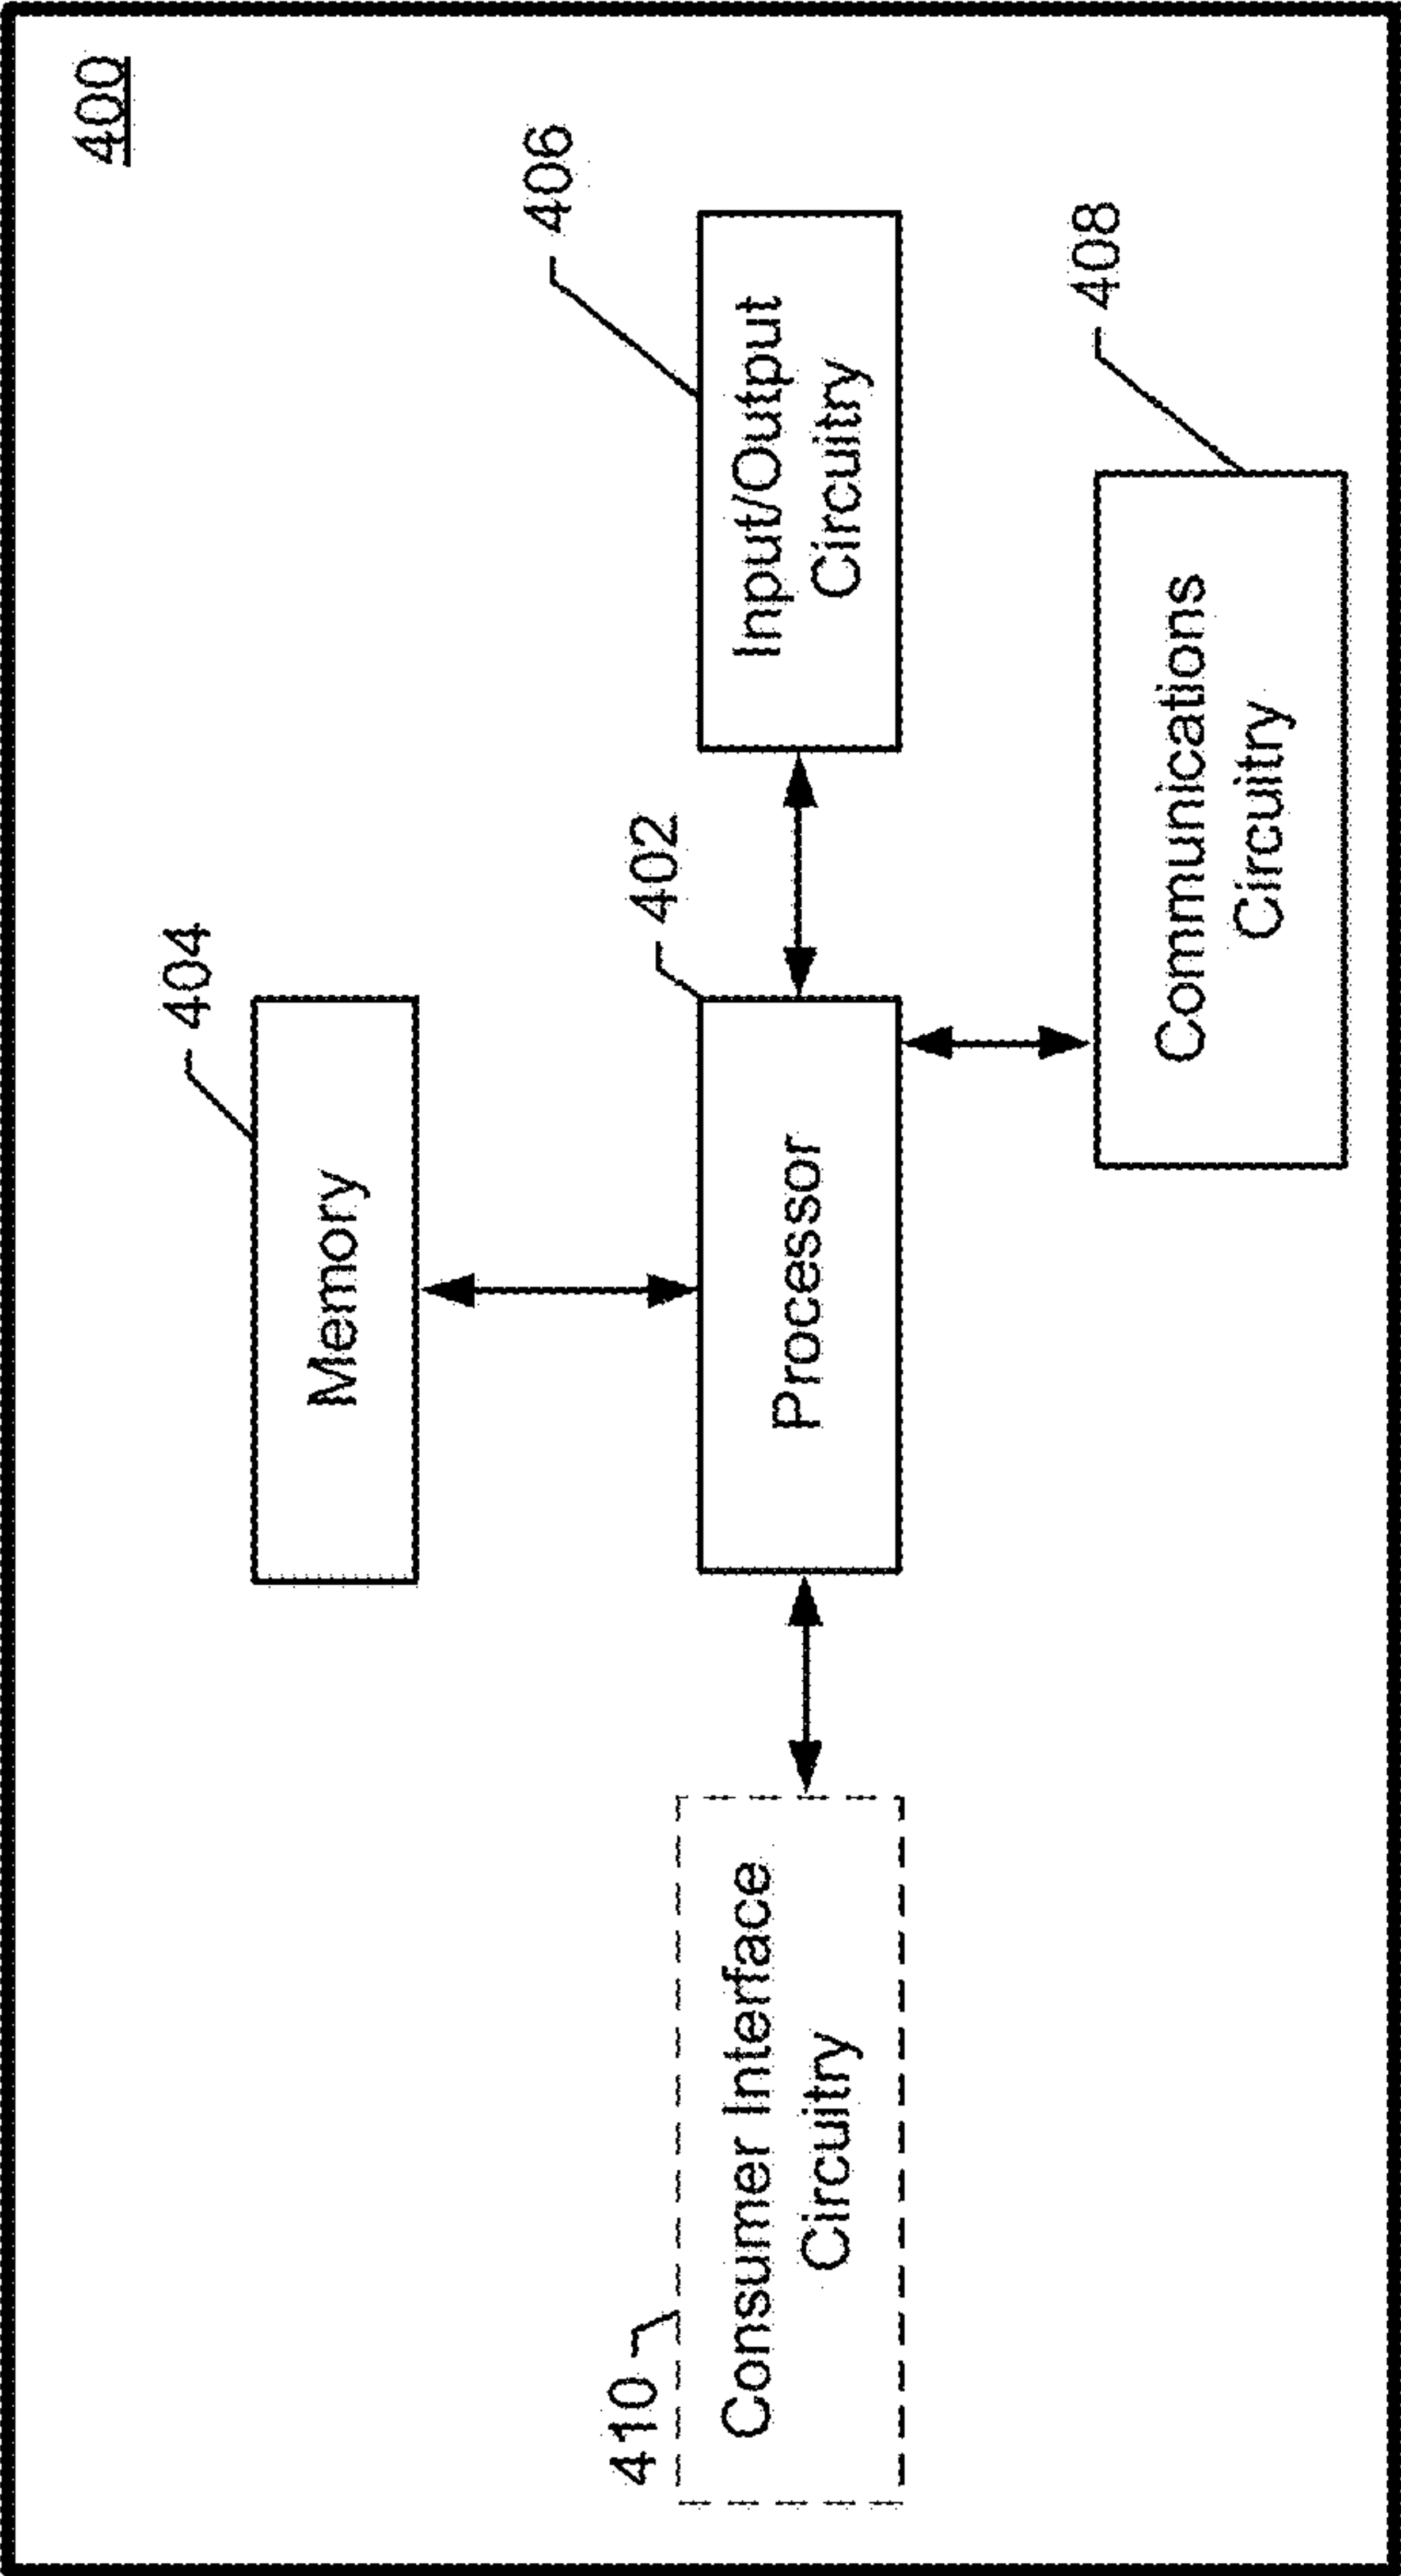 400
404
Memory
402
Processor
406
Input/Output
Circuitry
410
Consumer Interface
Circuitry
408
Communications
Circuitry